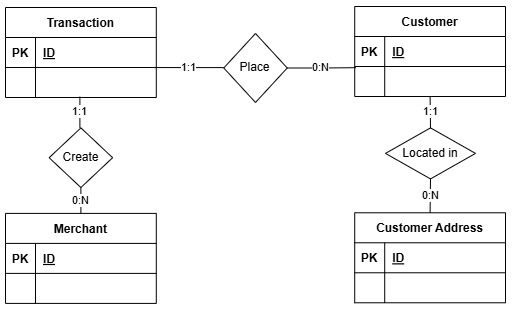 Transaction
PK ID
1:1
Place
0:N
Customer
PK ID
1:1
Create
0:N
1:1
Located in
0:N
Merchant
PK ID
Customer Address
PK ID